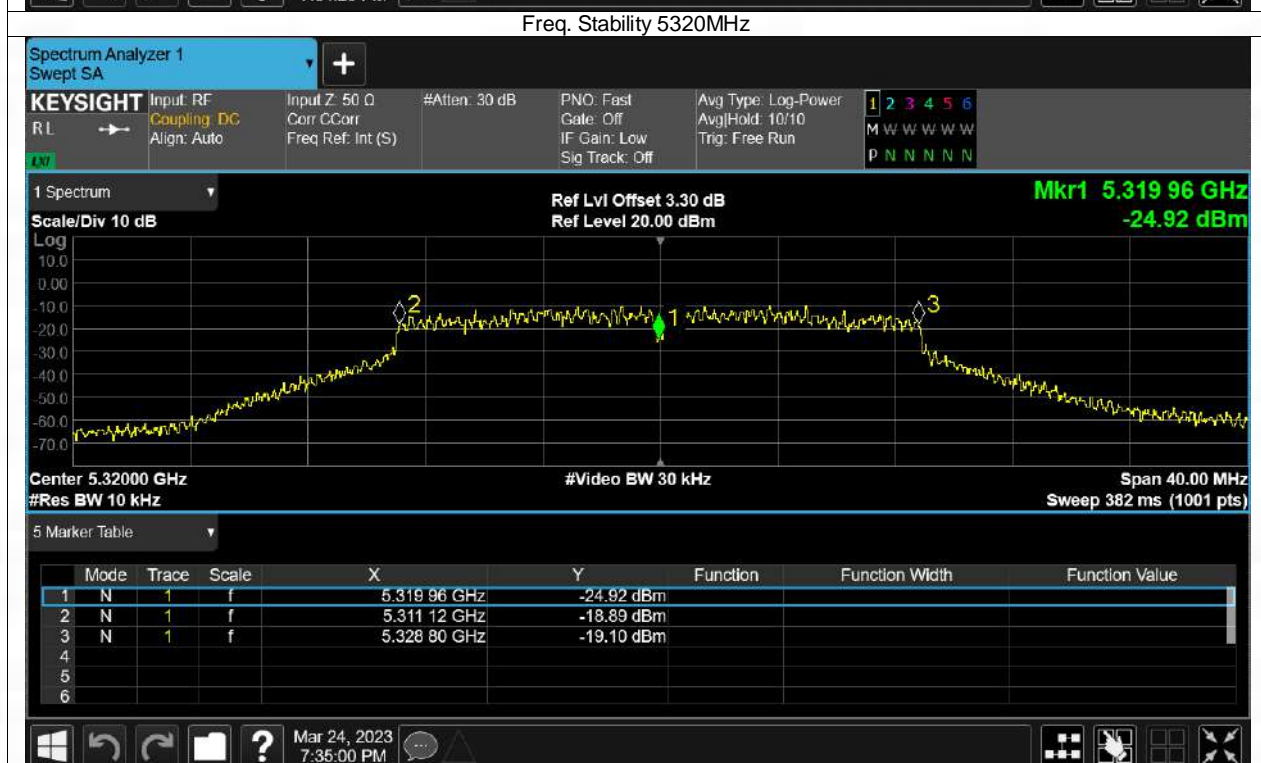 Freq. Stability 5320MHz
Spectrum Analyzer 1
Swept SA
+
KEYSIGHT Input: RF Input Z: 50 Ω #Atten: 30 dB PNO: Fast Avg Type: Log-Power 1 2 3 4 5 6
RL Coupling: DC Corr CCorr Gate: Off Avg|Hold: 10/10 M W W W W W
Align: Auto Freq Ref: Int (S) IF Gain: Low Trig: Free Run
LXI Sig Track: Off P N N N N N
1 Spectrum Ref Lvl Offset 3.30 dB Mkr1 5.319 96 GHz
Scale/Div 10 dB Ref Level 20.00 dBm -24.92 dBm
Log
10.0
0.00
-10.0
2
3
1
-20.0
-30.0
-40.0
-50.0
-60.0
-70.0
Center 5.32000 GHz #Video BW 30 kHz Span 40.00 MHz
#Res BW 10 kHz Sweep 382 ms (1001 pts)
5 Marker Table
Mode Trace Scale X Y Function Function Width Function Value
1 N 1 f 5.319 96 GHz -24.92 dBm
2 N 1 f 5.311 12 GHz -18.89 dBm
3 N 1 f 5.328 80 GHz -19.10 dBm
4
5
6
? Mar 24, 2023
7:35:00 PM